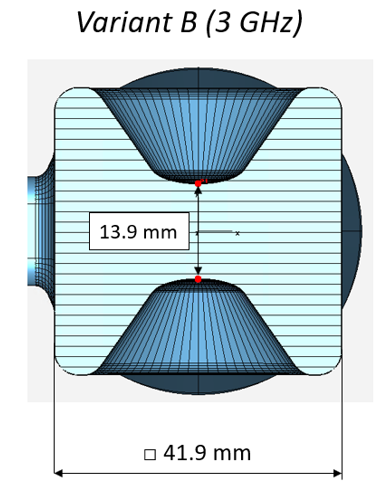 Variant B (3 GHz)
13.9 mm
x
□ 41.9 mm